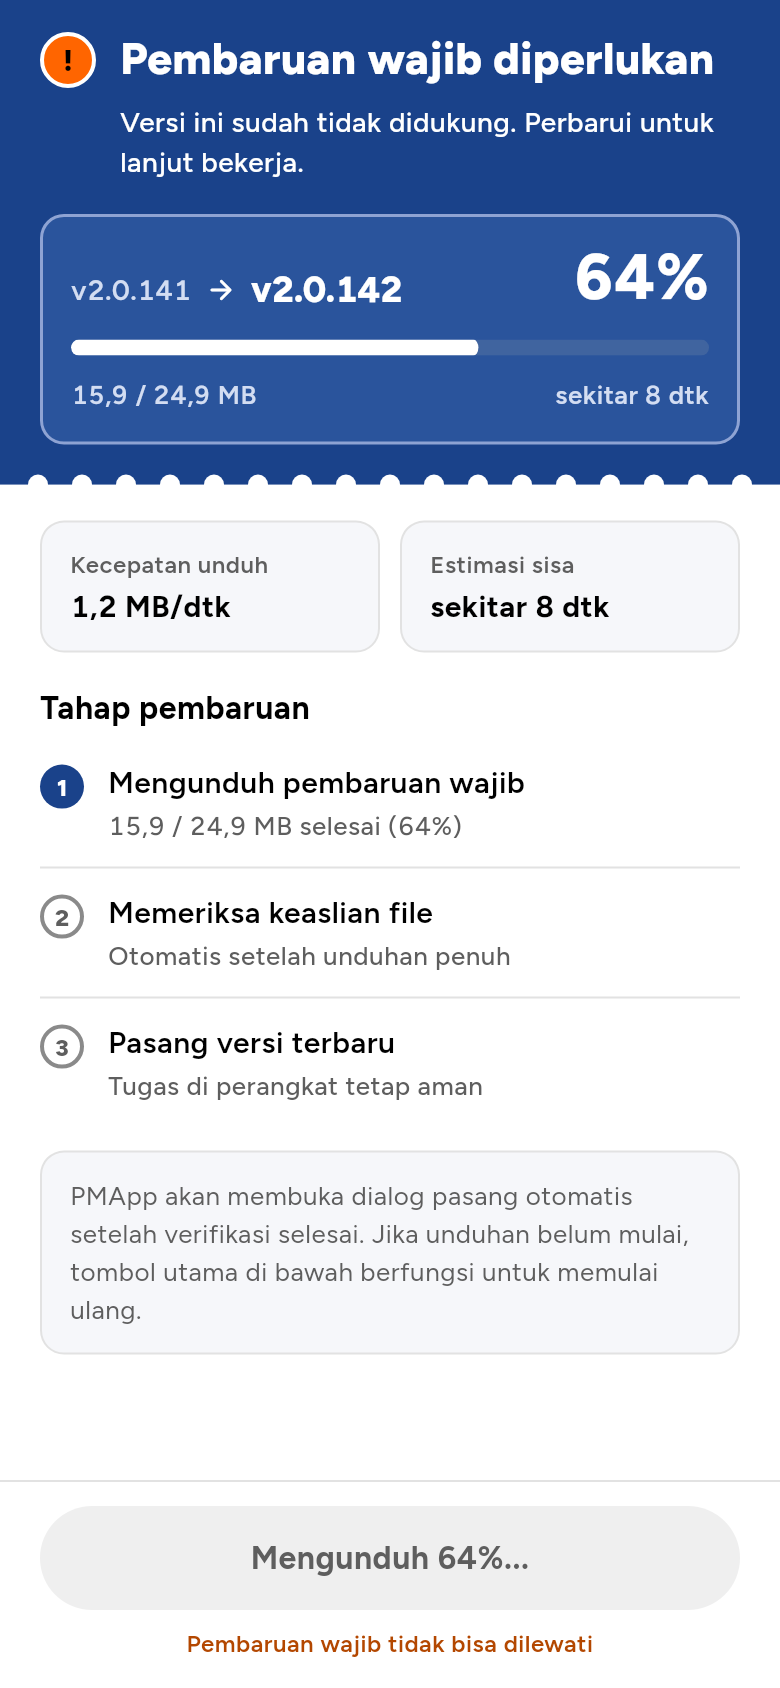 !
Pembaruan wajib diperlukan
Versi ini sudah tidak didukung. Perbarui untuk
lanjut bekerja.
v2.0.141 → v2.0.142
64%
15,9 / 24,9 MB
sekitar 8 dtk
Kecepatan unduh
1,2 MB/dtk
Estimasi sisa
sekitar 8 dtk
Tahap pembaruan
1
Mengunduh pembaruan wajib
15,9 / 24,9 MB selesai (64%)
2
Memeriksa keaslian file
Otomatis setelah unduhan penuh
3
Pasang versi terbaru
Tugas di perangkat tetap aman
PMApp akan membuka dialog pasang otomatis
setelah verifikasi selesai. Jika unduhan belum mulai,
tombol utama di bawah berfungsi untuk memulai
ulang.
Mengunduh 64%...
Pembaruan wajib tidak bisa dilewati